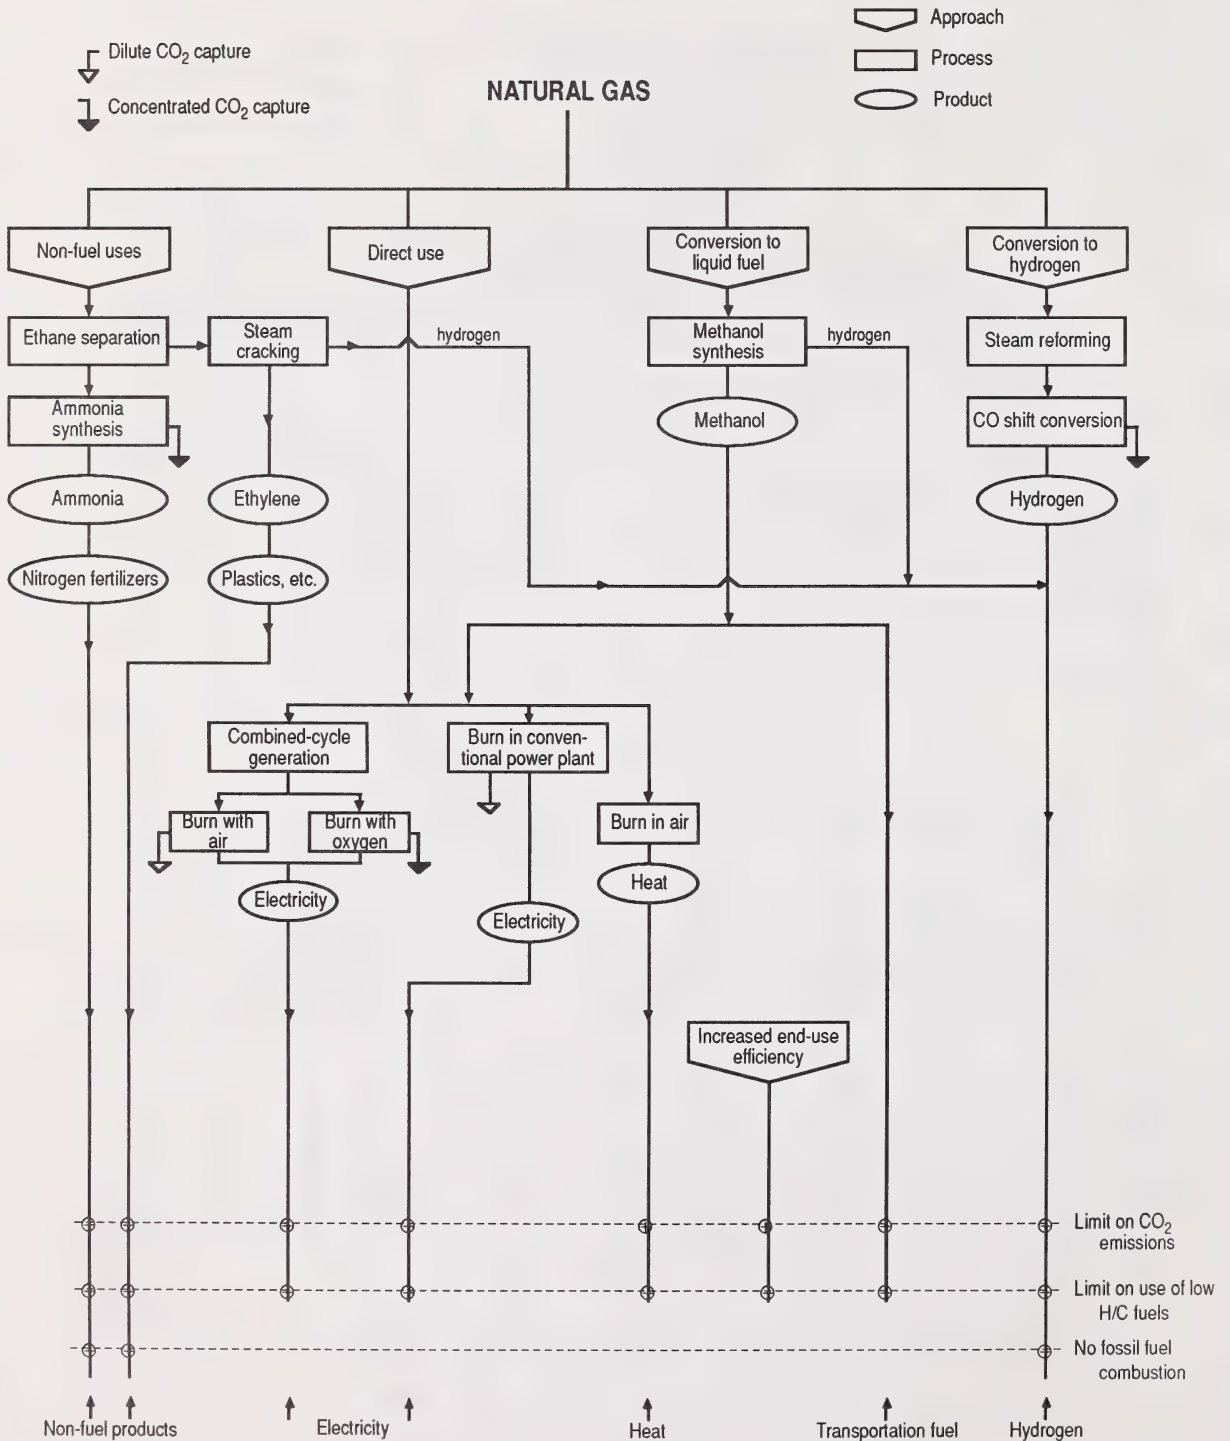 Approach
Dilute CO₂ capture
Process
NATURAL GAS
Concentrated CO₂ capture
Product
Non-fuel uses
Direct use
Conversion to
liquid fuel
Conversion to
hydrogen
Ethane separation
Steam
cracking
hydrogen
Methanol
synthesis
hydrogen
Steam reforming
Ammonia
synthesis
Methanol
CO shift conversion
Ammonia
Ethylene
Hydrogen
Nitrogen fertilizers
Plastics, etc.
Combined-cycle
generation
Burn in conven-
tional power plant
Burn with
air
Burn with
oxygen
Burn in air
Electricity
Heat
Electricity
Increased end-use
efficiency
Limit on CO₂
emissions
Limit on use of low
H/C fuels
No fossil fuel
combustion
Non-fuel products
Electricity
Heat
Transportation fuel
Hydrogen